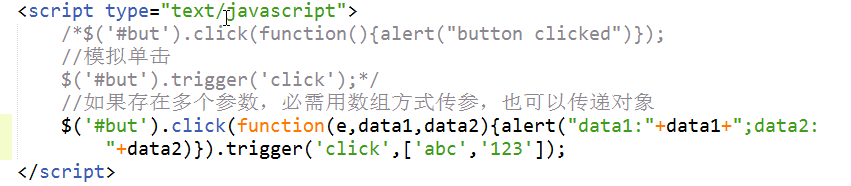 <script type="text/javascript">
/*$('#but').click(function(){alert("button clicked")});
//模拟单击
$('#but').trigger('click');*/
//如果存在多个参数，必需用数组方式传参，也可以传递对象
$('#but').click(function(e,data1,data2){alert("data1:"+data1+";data2:
"+data2)}).trigger('click',['abc','123']);
</script>